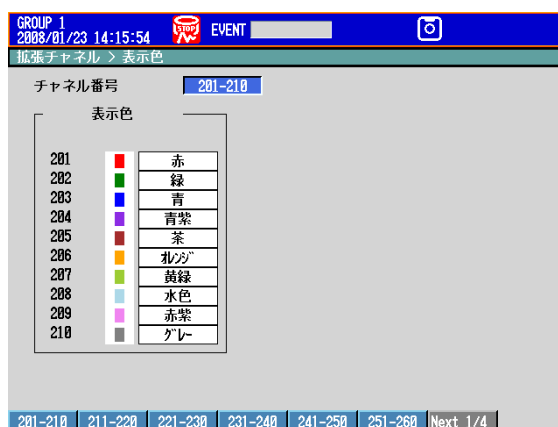 GROUP 1
2008/01/23 14:15:54 STOP EVENT
拡張チャネル > 表示色
チャネル番号 201-210
表示色
201 赤
202 緑
203 青
204 青紫
205 茶
206 ｵﾚﾝｼﾞ
207 黄緑
208 水色
209 赤紫
210 ｸﾞﾚｰ
201-210 211-220 221-230 231-240 241-250 251-260 Next 1/4